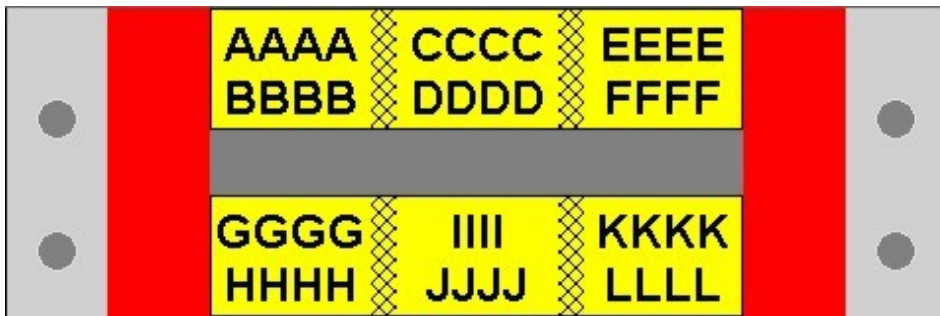 AAAA CCCC EEEE
BBBB DDDD FFFF
GGGG IIII KKKK
HHHH JJJJ LLLL